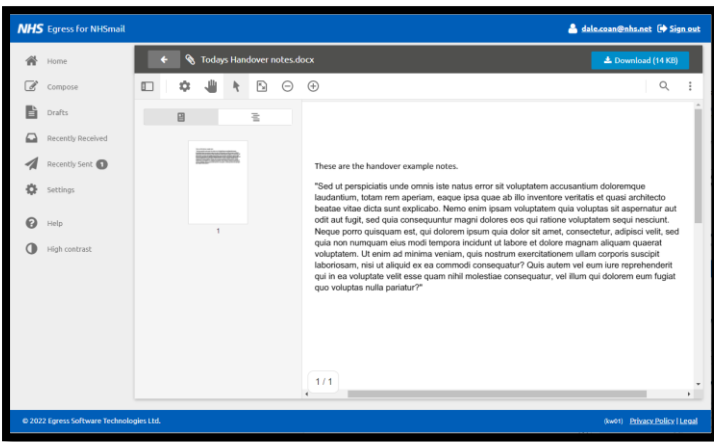 NHS Egress for NHSmail
dale.coan@nhs.net Sign out
Home
Compose
Drafts
Recently Received
Recently Sent 1
Settings
Help
High contrast
Todays Handover notes.docx
Download (14 KB)
1
These are the handover example notes.
"Sed ut perspiciatis unde omnis iste natus error sit voluptatem accusantium doloremque
laudantium, totam rem aperiam, eaque ipsa quae ab illo inventore veritatis et quasi architecto
beatae vitae dicta sunt explicabo. Nemo enim ipsam voluptatem quia voluptas sit aspernatur aut
odit aut fugit, sed quia consequuntur magni dolores eos qui ratione voluptatem sequi nesciunt.
Neque porro quisquam est, qui dolorem ipsum quia dolor sit amet, consectetur, adipisci velit, sed
quia non numquam eius modi tempora incidunt ut labore et dolore magnam aliquam quaerat
voluptatem. Ut enim ad minima veniam, quis nostrum exercitationem ullam corporis suscipit
laboriosam, nisi ut aliquid ex ea commodi consequatur? Quis autem vel eum iure reprehenderit
qui in ea voluptate velit esse quam nihil molestiae consequatur, vel illum qui dolorem eum fugiat
quo voluptas nulla pariatur?"
1 / 1
© 2022 Egress Software Technologies Ltd.
(kw01) Privacy Policy | Legal